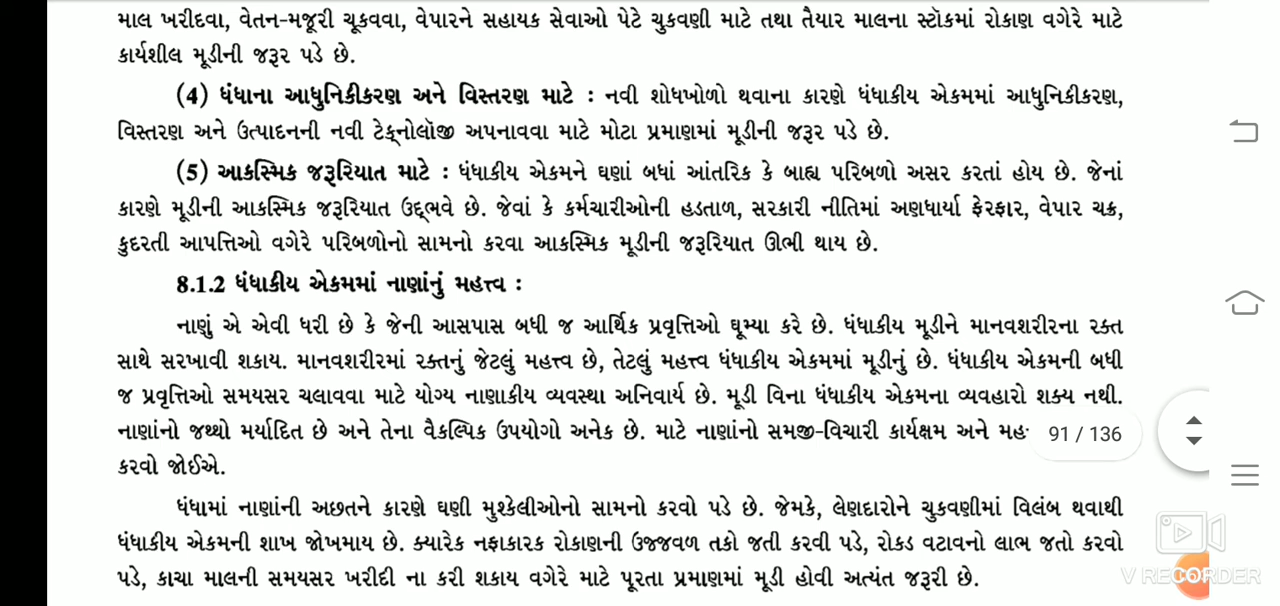 માલ ખરીદવા, વેતન-મજૂરી ચૂકવવા, વેપારને સહાયક સેવાઓ પેટે ચુકવણી માટે તથા તૈયાર માલના સ્ટૉકમાં રોકાણ વગેરે માટે
કાર્યશીલ મૂડીની જરૂર પડે છે.
(4) ધંધાના આધુનિકીકરણ અને વિસ્તરણ માટે : નવી શોધખોળો થવાના કારણે ધંધાકીય એકમમાં આધુનિકીકરણ,
વિસ્તરણ અને ઉત્પાદનની નવી ટેક્નોલૉજી અપનાવવા માટે મોટા પ્રમાણમાં મૂડીની જરૂર પડે છે.
(5) આકસ્મિક જરૂરિયાત માટે : ધંધાકીય એકમને ઘણાં બધાં આંતરિક કે બાહ્ય પરિબળો અસર કરતાં હોય છે. જેનાં
કારણે મૂડીની આકસ્મિક જરૂરિયાત ઉદ્ભવે છે. જેવાં કે કર્મચારીઓની હડતાળ, સરકારી નીતિમાં અણધાર્યા ફેરફાર, વેપાર ચક્ર,
કુદરતી આપત્તિઓ વગેરે પરિબળોનો સામનો કરવા આકસ્મિક મૂડીની જરૂરિયાત ઊભી થાય છે.
8.1.2 ધંધાકીય એકમમાં નાણાંનું મહત્ત્વ :
નાણું એ એવી ધરી છે કે જેની આસપાસ બધી જ આર્થિક પ્રવૃત્તિઓ ઘૂમ્યા કરે છે. ધંધાકીય મૂડીને માનવશરીરના રક્ત
સાથે સરખાવી શકાય. માનવશરીરમાં રક્તનું જેટલું મહત્ત્વ છે, તેટલું મહત્ત્વ ધંધાકીય એકમમાં મૂડીનું છે. ધંધાકીય એકમની બધી
જ પ્રવૃત્તિઓ સમયસર ચલાવવા માટે યોગ્ય નાણાકીય વ્યવસ્થા અનિવાર્ય છે. મૂડી વિના ધંધાકીય એકમના વ્યવહારો શક્ય નથી.
નાણાંનો જથ્થો મર્યાદિત છે અને તેના વૈકલ્પિક ઉપયોગો અનેક છે. માટે નાણાંનો સમજી-વિચારી કાર્યક્ષમ અને 91 / 136
કરવો જોઈએ.
ધંધામાં નાણાંની અછતને કારણે ઘણી મુશ્કેલીઓનો સામનો કરવો પડે છે. જેમકે, લેણદારોને ચુકવણીમાં વિલંબ થવાથી
ધંધાકીય એકમની શાખ જોખમાય છે. ક્યારેક નફાકારક રોકાણની ઉજ્જવળ તકો જતી કરવી પડે, રોકડ વટાવનો લાભ જતો કરવો
પડે, કાચા માલની સમયસર ખરીદી ના કરી શકાય વગેરે માટે પૂરતા પ્રમાણમાં મૂડી હોવી અત્યંત જરૂરી છે.
V RECORDER